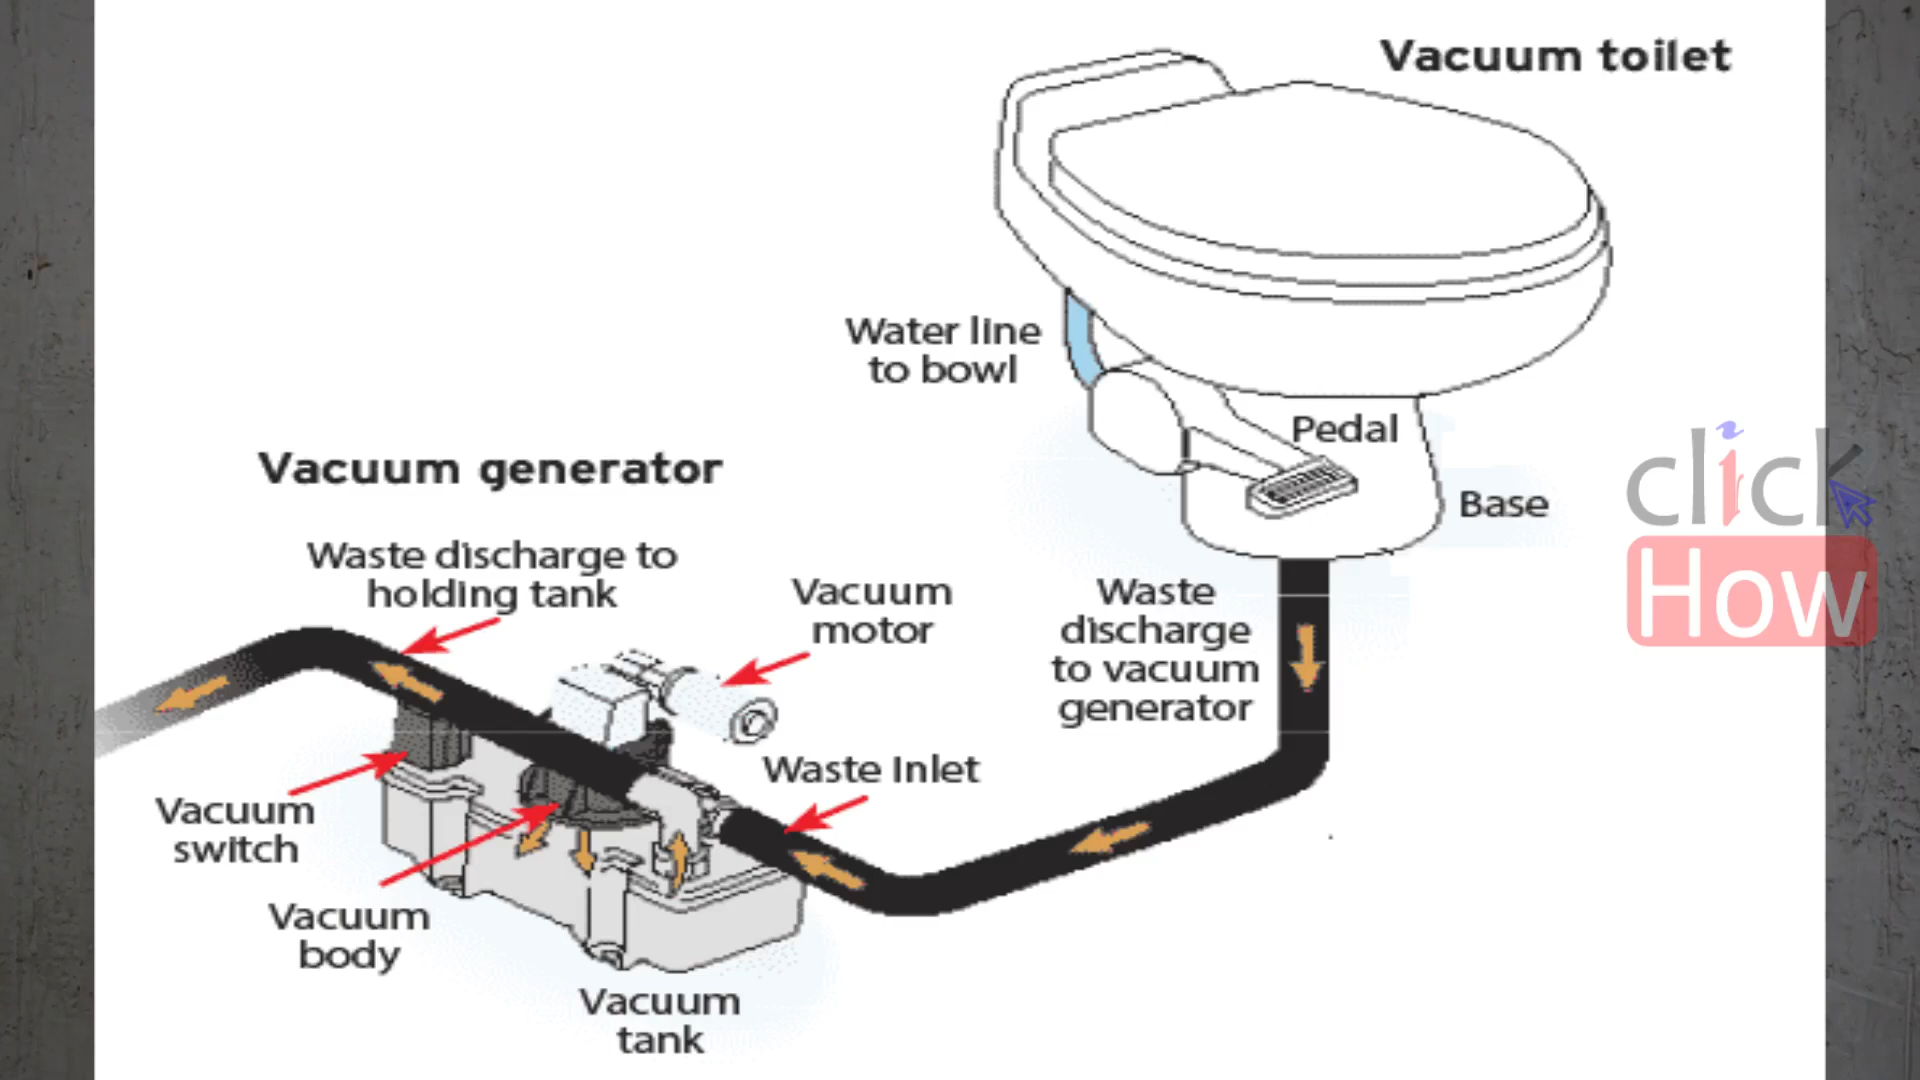 Vacuum toilet
Water line
to bowl
Pedal
Base
Vacuum generator
Waste discharge to
holding tank
Vacuum
motor
Waste
discharge
to vacuum
generator
Waste Inlet
Vacuum
switch
Vacuum
body
Vacuum
tank
click
How